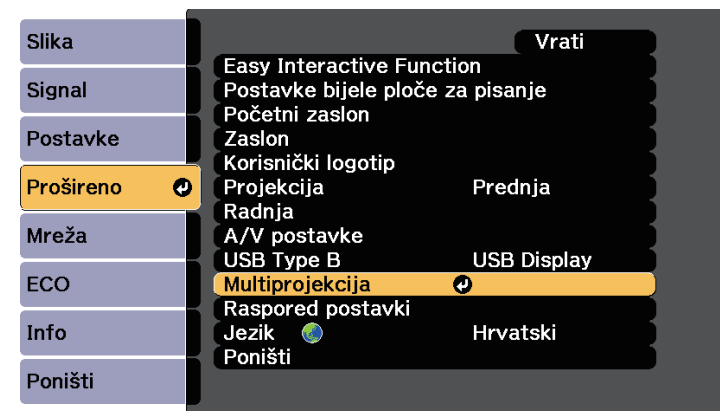 Slika
Signal
Postavke
Prošireno
Mreža
ECO
Info
Poništi
Vrati
Easy Interactive Function
Postavke bijele ploče za pisanje
Početni zaslon
Zaslon
Korisnički logotip
Projekcija Prednja
Radnja
A/V postavke
USB Type B USB Display
Multiprojekcija
Raspored postavki
Jezik Hrvatski
Poništi